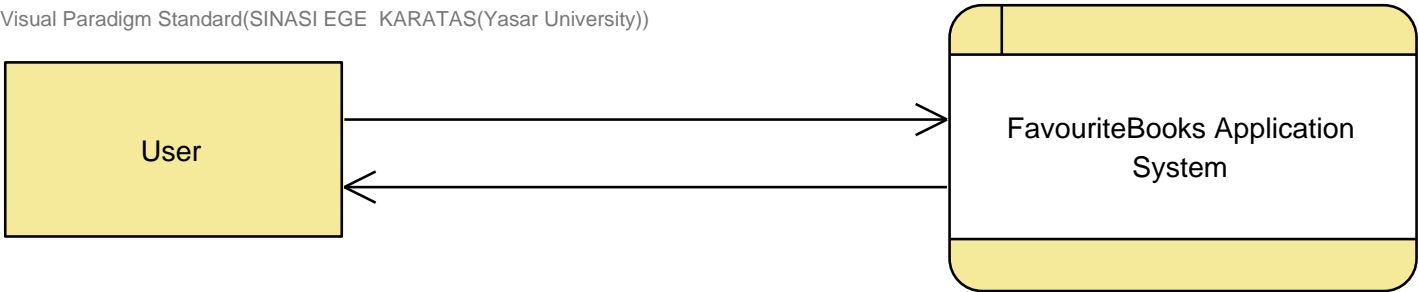 Visual Paradigm Standard(SINASI EGE KARATAS(Yasar University))
User
FavouriteBooks Application
System